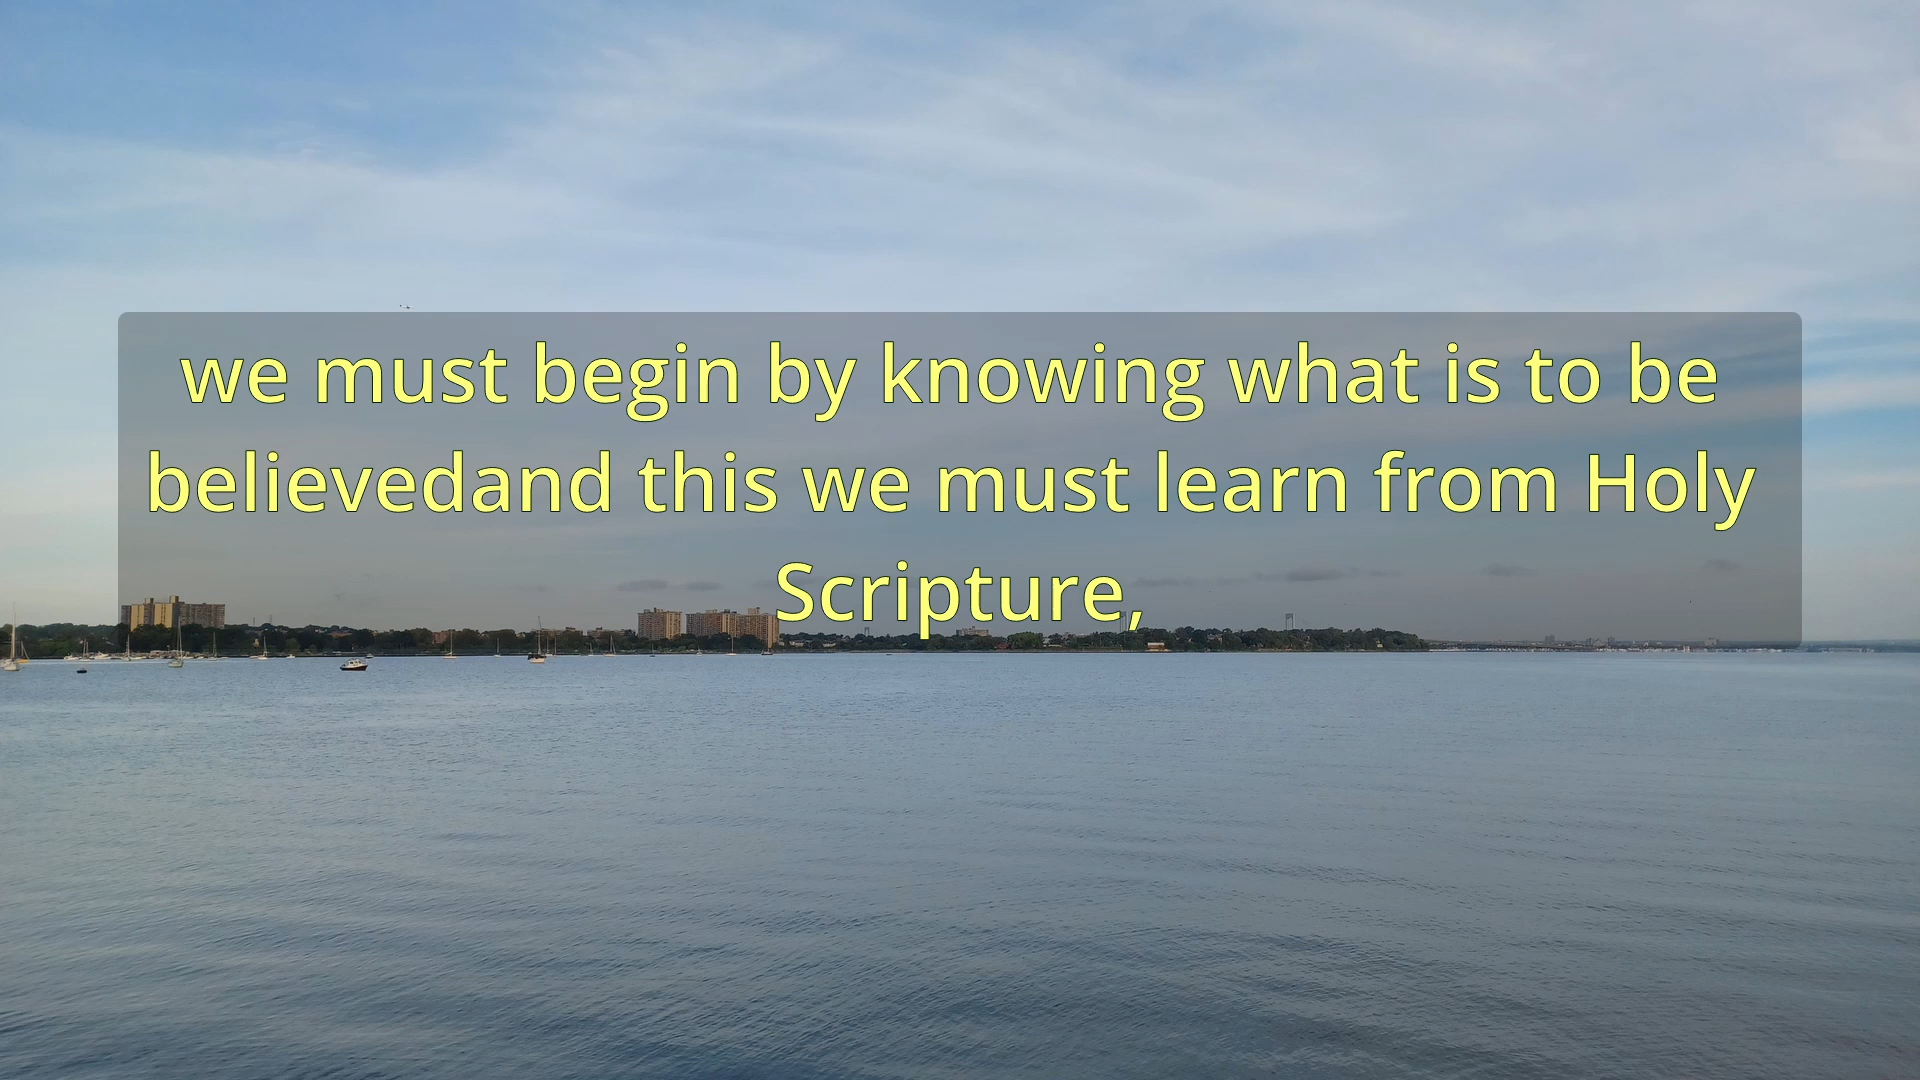 we must begin by knowing what is to be
believedand this we must learn from Holy
Scripture,